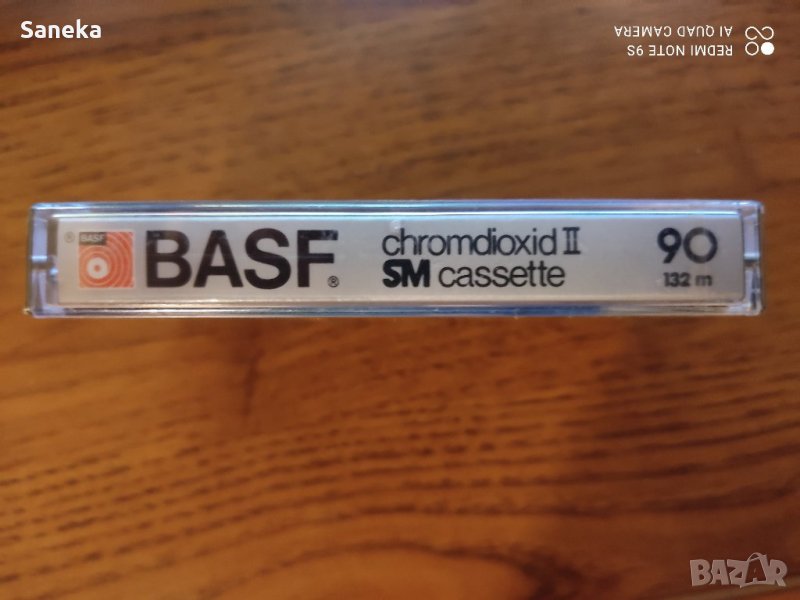 Saneka
REDMI NOTE 9S
AI QUAD CAMERA
® BASF
BASF®
chromdioxid II
SM cassette
90
132 m
BAZAR